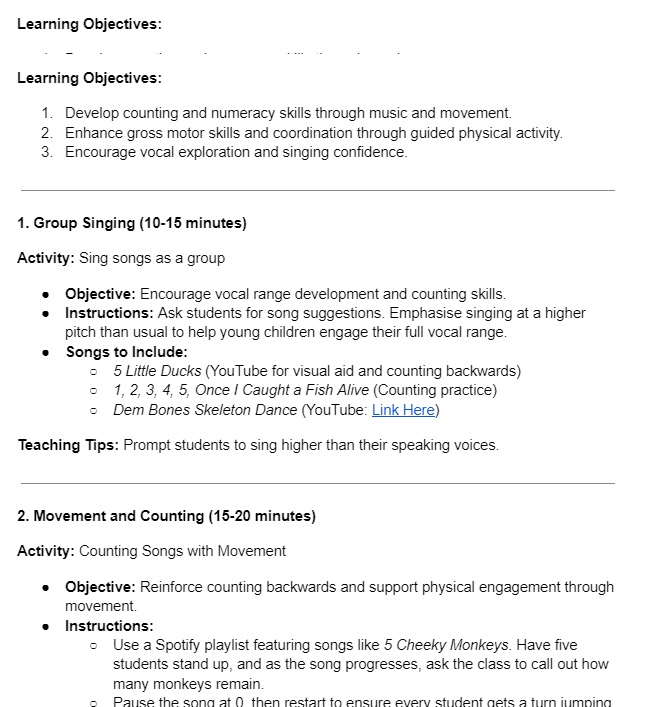 Learning Objectives:
Learning Objectives:
1. Develop counting and numeracy skills through music and movement.
2. Enhance gross motor skills and coordination through guided physical activity.
3. Encourage vocal exploration and singing confidence.
1. Group Singing (10-15 minutes)
Activity: Sing songs as a group
● Objective: Encourage vocal range development and counting skills.
● Instructions: Ask students for song suggestions. Emphasise singing at a higher
pitch than usual to help young children engage their full vocal range.
● Songs to Include:
○ 5 Little Ducks (YouTube for visual aid and counting backwards)
○ 1, 2, 3, 4, 5, Once I Caught a Fish Alive (Counting practice)
○ Dem Bones Skeleton Dance (YouTube: Link Here)
Teaching Tips: Prompt students to sing higher than their speaking voices.
2. Movement and Counting (15-20 minutes)
Activity: Counting Songs with Movement
● Objective: Reinforce counting backwards and support physical engagement through
movement.
● Instructions:
○ Use a Spotify playlist featuring songs like 5 Cheeky Monkeys. Have five
students stand up, and as the song progresses, ask the class to call out how
many monkeys remain.
○ Pause the song at 0, then restart to ensure every student gets a turn jumping